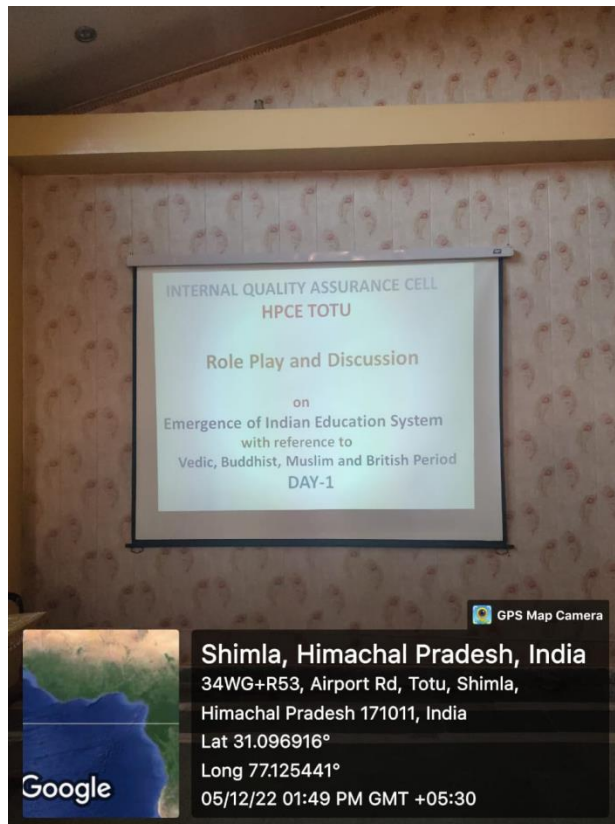 INTERNAL QUALITY ASSURANCE CELL
HPCE TOTU
Role Play and Discussion
on
Emergence of Indian Education System
with reference to
Vedic, Buddhist, Muslim and British Period
DAY-1
GPS Map Camera
Shimla, Himachal Pradesh, India
34WG+R53, Airport Rd, Totu, Shimla,
Himachal Pradesh 171011, India
Lat 31.096916°
Long 77.125441°
05/12/22 01:49 PM GMT +05:30
Google